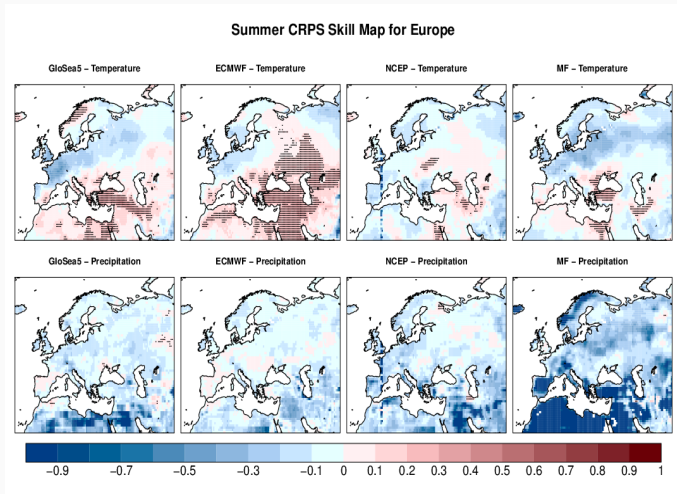 Summer CRPS Skill Map for Europe
GloSea5 – Temperature ECMWF – Temperature NCEP – Temperature MF – Temperature
GloSea5 – Precipitation ECMWF – Precipitation NCEP – Precipitation MF – Precipitation
−0.9 −0.7 −0.5 −0.3 −0.1 0 0.1 0.2 0.3 0.4 0.5 0.6 0.7 0.8 0.9 1